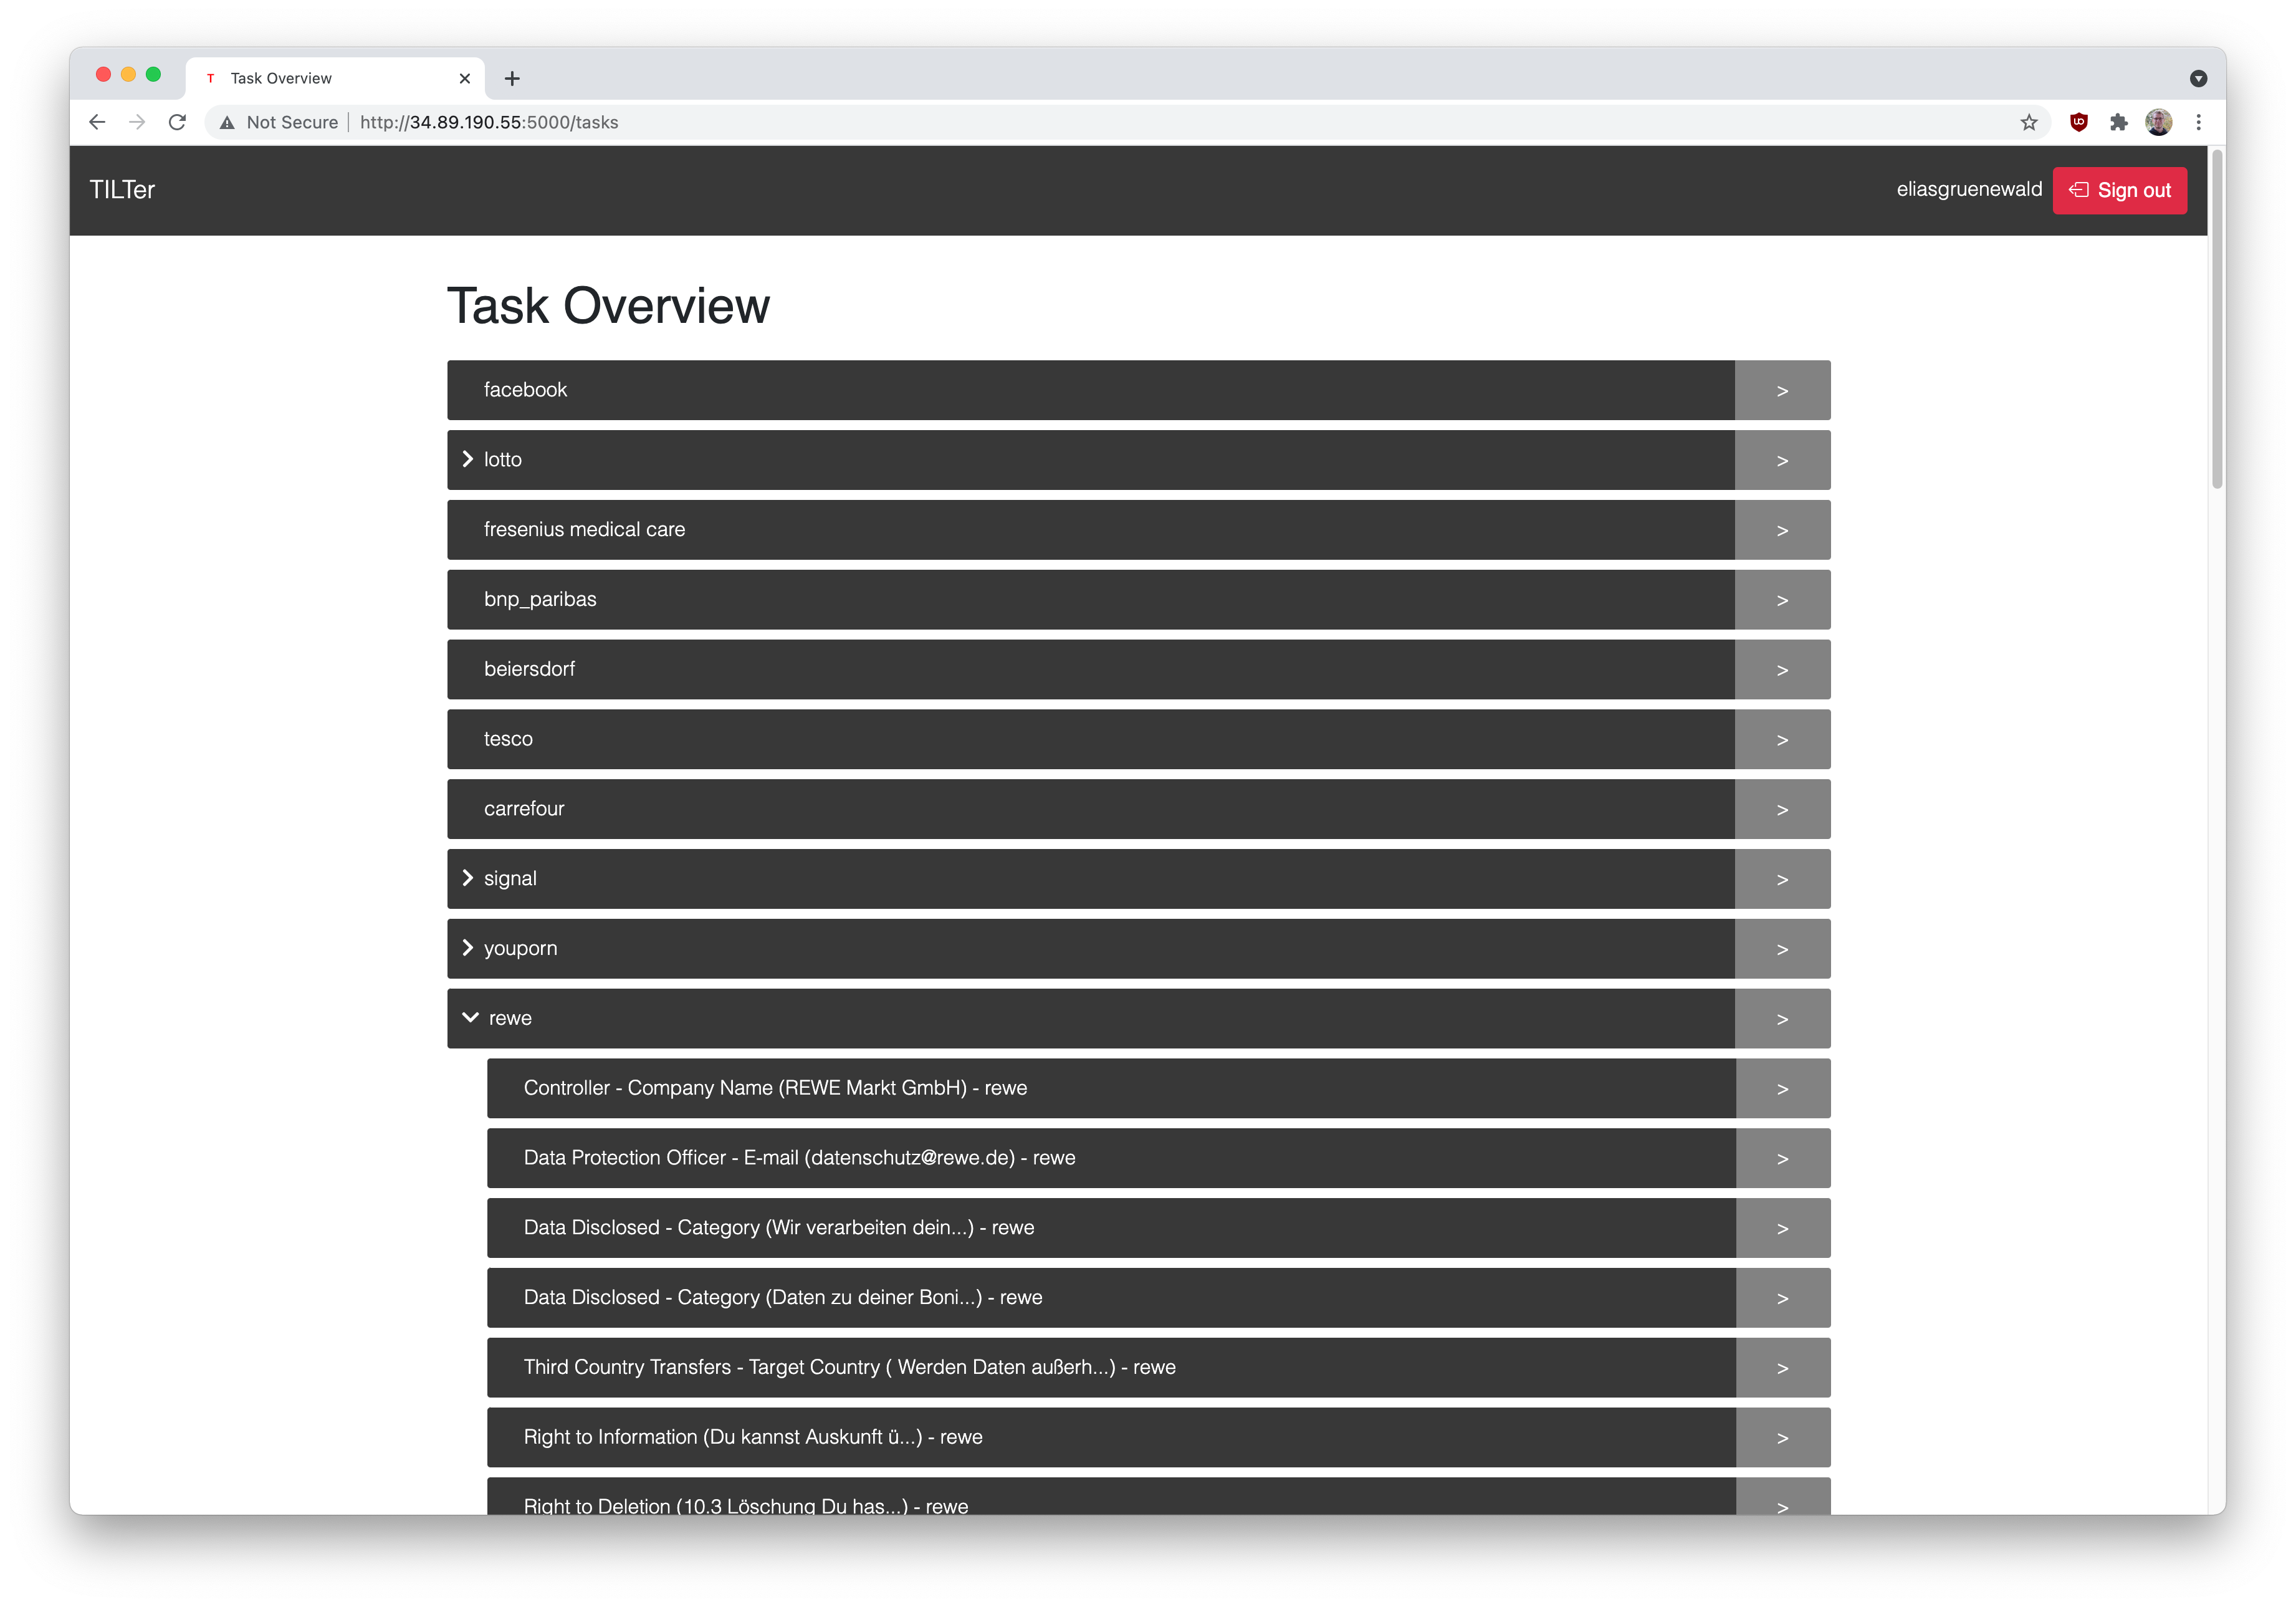 T Task Overview
Not Secure http://34.89.190.55:5000/tasks
TILTer eliasgruenewald Sign out
Task Overview
facebook >
lotto >
fresenius medical care >
bnp_paribas >
beiersdorf >
tesco >
carrefour >
signal >
youporn >
rewe >
Controller - Company Name (REWE Markt GmbH) - rewe >
Data Protection Officer - E-mail (datenschutz@rewe.de) - rewe >
Data Disclosed - Category (Wir verarbeiten dein...) - rewe >
Data Disclosed - Category (Daten zu deiner Boni...) - rewe >
Third Country Transfers - Target Country ( Werden Daten außerh...) - rewe >
Right to Information (Du kannst Auskunft ü...) - rewe >
Right to Deletion (10.3 Löschung Du has...) - rewe >